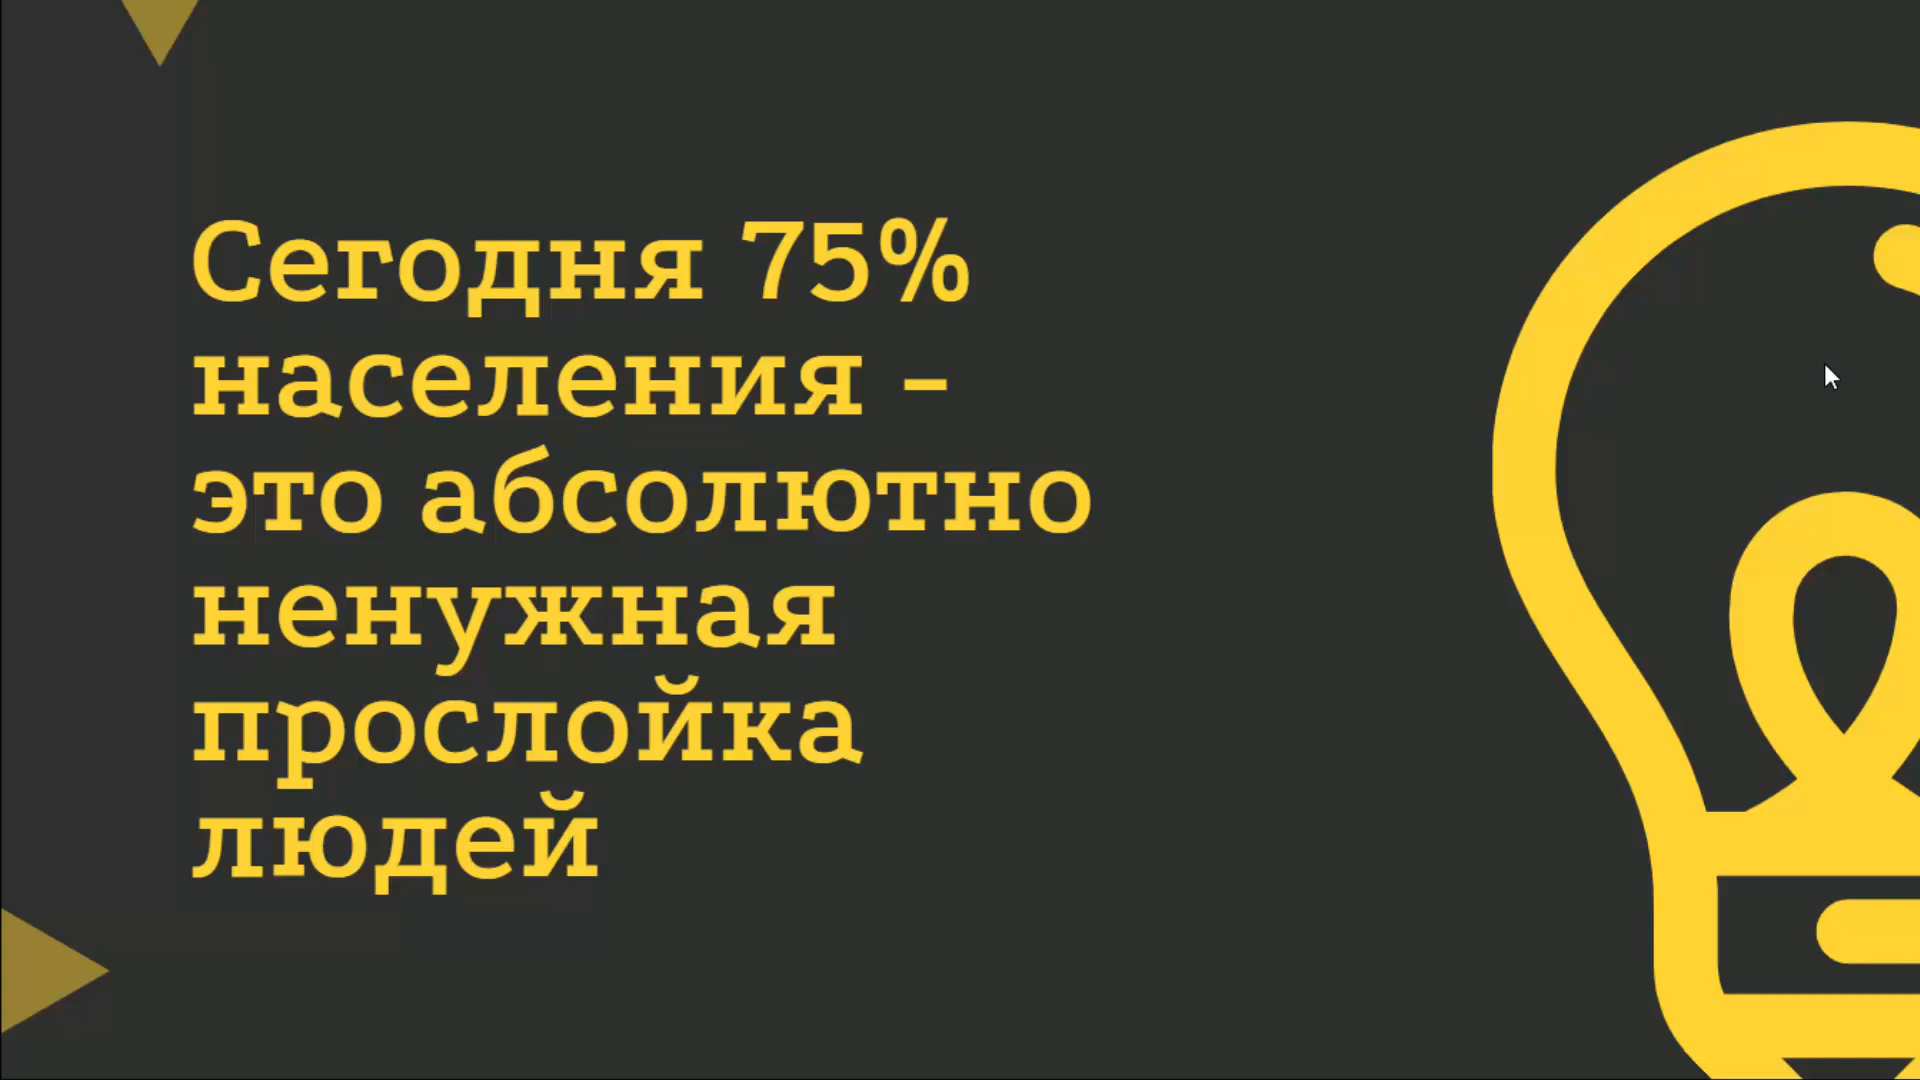 Сегодня 75%
населения -
это абсолютно
ненужная
прослойка
людей